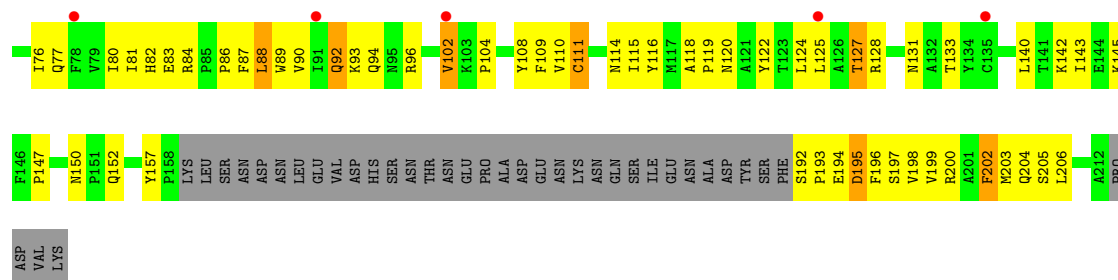 I76 Q77 F78 V79 I80 I81 H82 E83 R84 P85 P86 F87 L88 W89 V90 I91 Q92 K93 Q94 N95 R96 V102 K103 P104 Y108 F109 V110 C111 N114 I115 Y116 M117 A118 P119 N120 A121 Y122 T123 L124 L125 A126 T127 R128 N131 A132 T133 Y134 C135 L140 T141 K142 I143 E144 K145
F146 P147 N150 P151 Q152 Y157 P158 LYS LEU SER ASN ASP ASN LEU GLU VAL ASP HIS SER ASN THR ASN GLU PRO ALA ASP GLU ASN LYS ASN GLN SER ILE GLU ASN ALA ASP TYR SER PHE S192 P193 E194 D195 F196 S197 V198 V199 R200 A201 F202 M203 Q204 S205 L206 A212 PRO
ASP VAL LYS